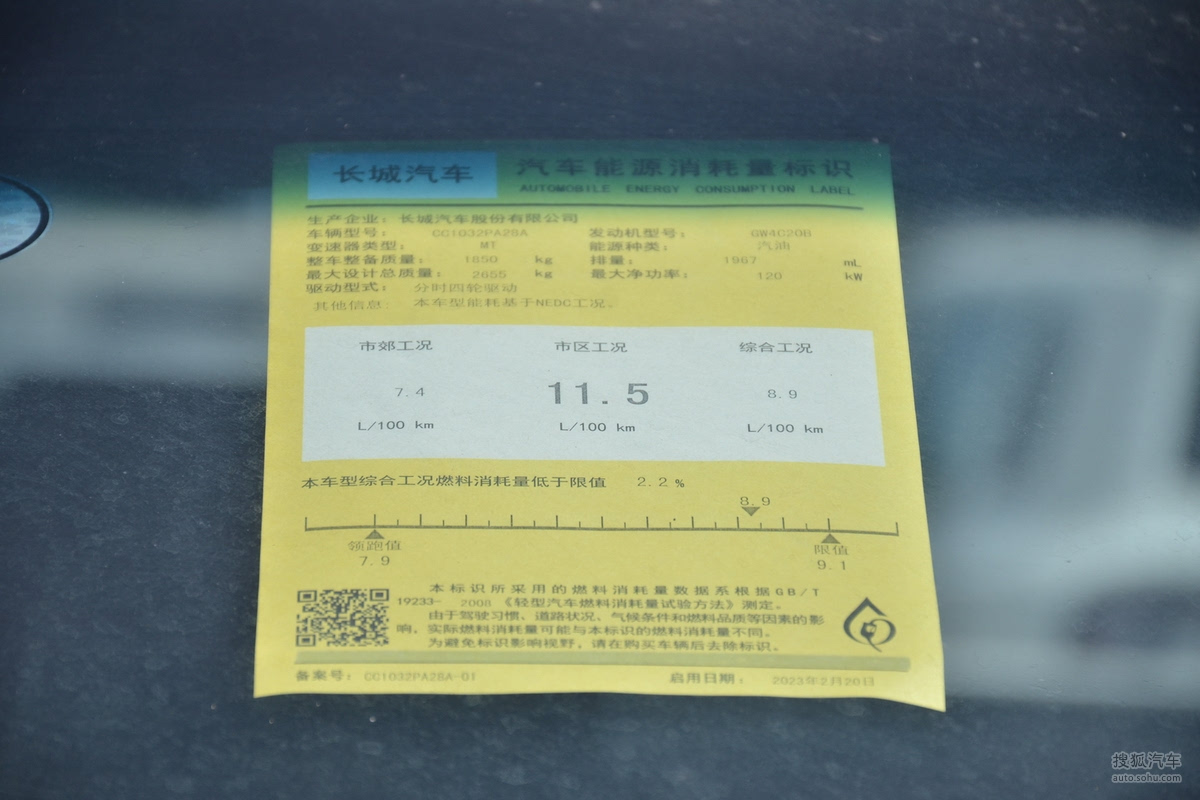 长城汽车
汽车能源消耗量标识
AUTOMOBILE ENERGY CONSUMPTION LABEL
生产企业: 长城汽车股份有限公司
车辆型号: CC1032PA28A 发动机型号: GW4C20B
变速器类型: MT 能源种类: 汽油
整车整备质量: 1850 kg 排量: 1967 mL
最大设计总质量: 2655 kg 最大净功率: 120 kW
驱动型式: 分时四轮驱动
其他信息: 本车型能耗基于NEDC工况。
市郊工况 市区工况 综合工况
7.4 11.5 8.9
L/100 km L/100 km L/100 km
本车型综合工况燃料消耗量低于限值 2.2 %
8.9
领跑值 限值
7.9 9.1
本标识所采用的燃料消耗量数据系根据GB/T
19233- 2008 《轻型汽车燃料消耗量试验方法》测定。
由于驾驶习惯、道路状况、气候条件和燃料品质等因素的影
响, 实际燃料消耗量可能与本标识的燃料消耗量不同。
为避免标识影响视野, 请在购买车辆后去除标识。
备案号: CC1032PA28A-01 启用日期: 2023年2月20日
搜狐汽车
auto.sohu.com